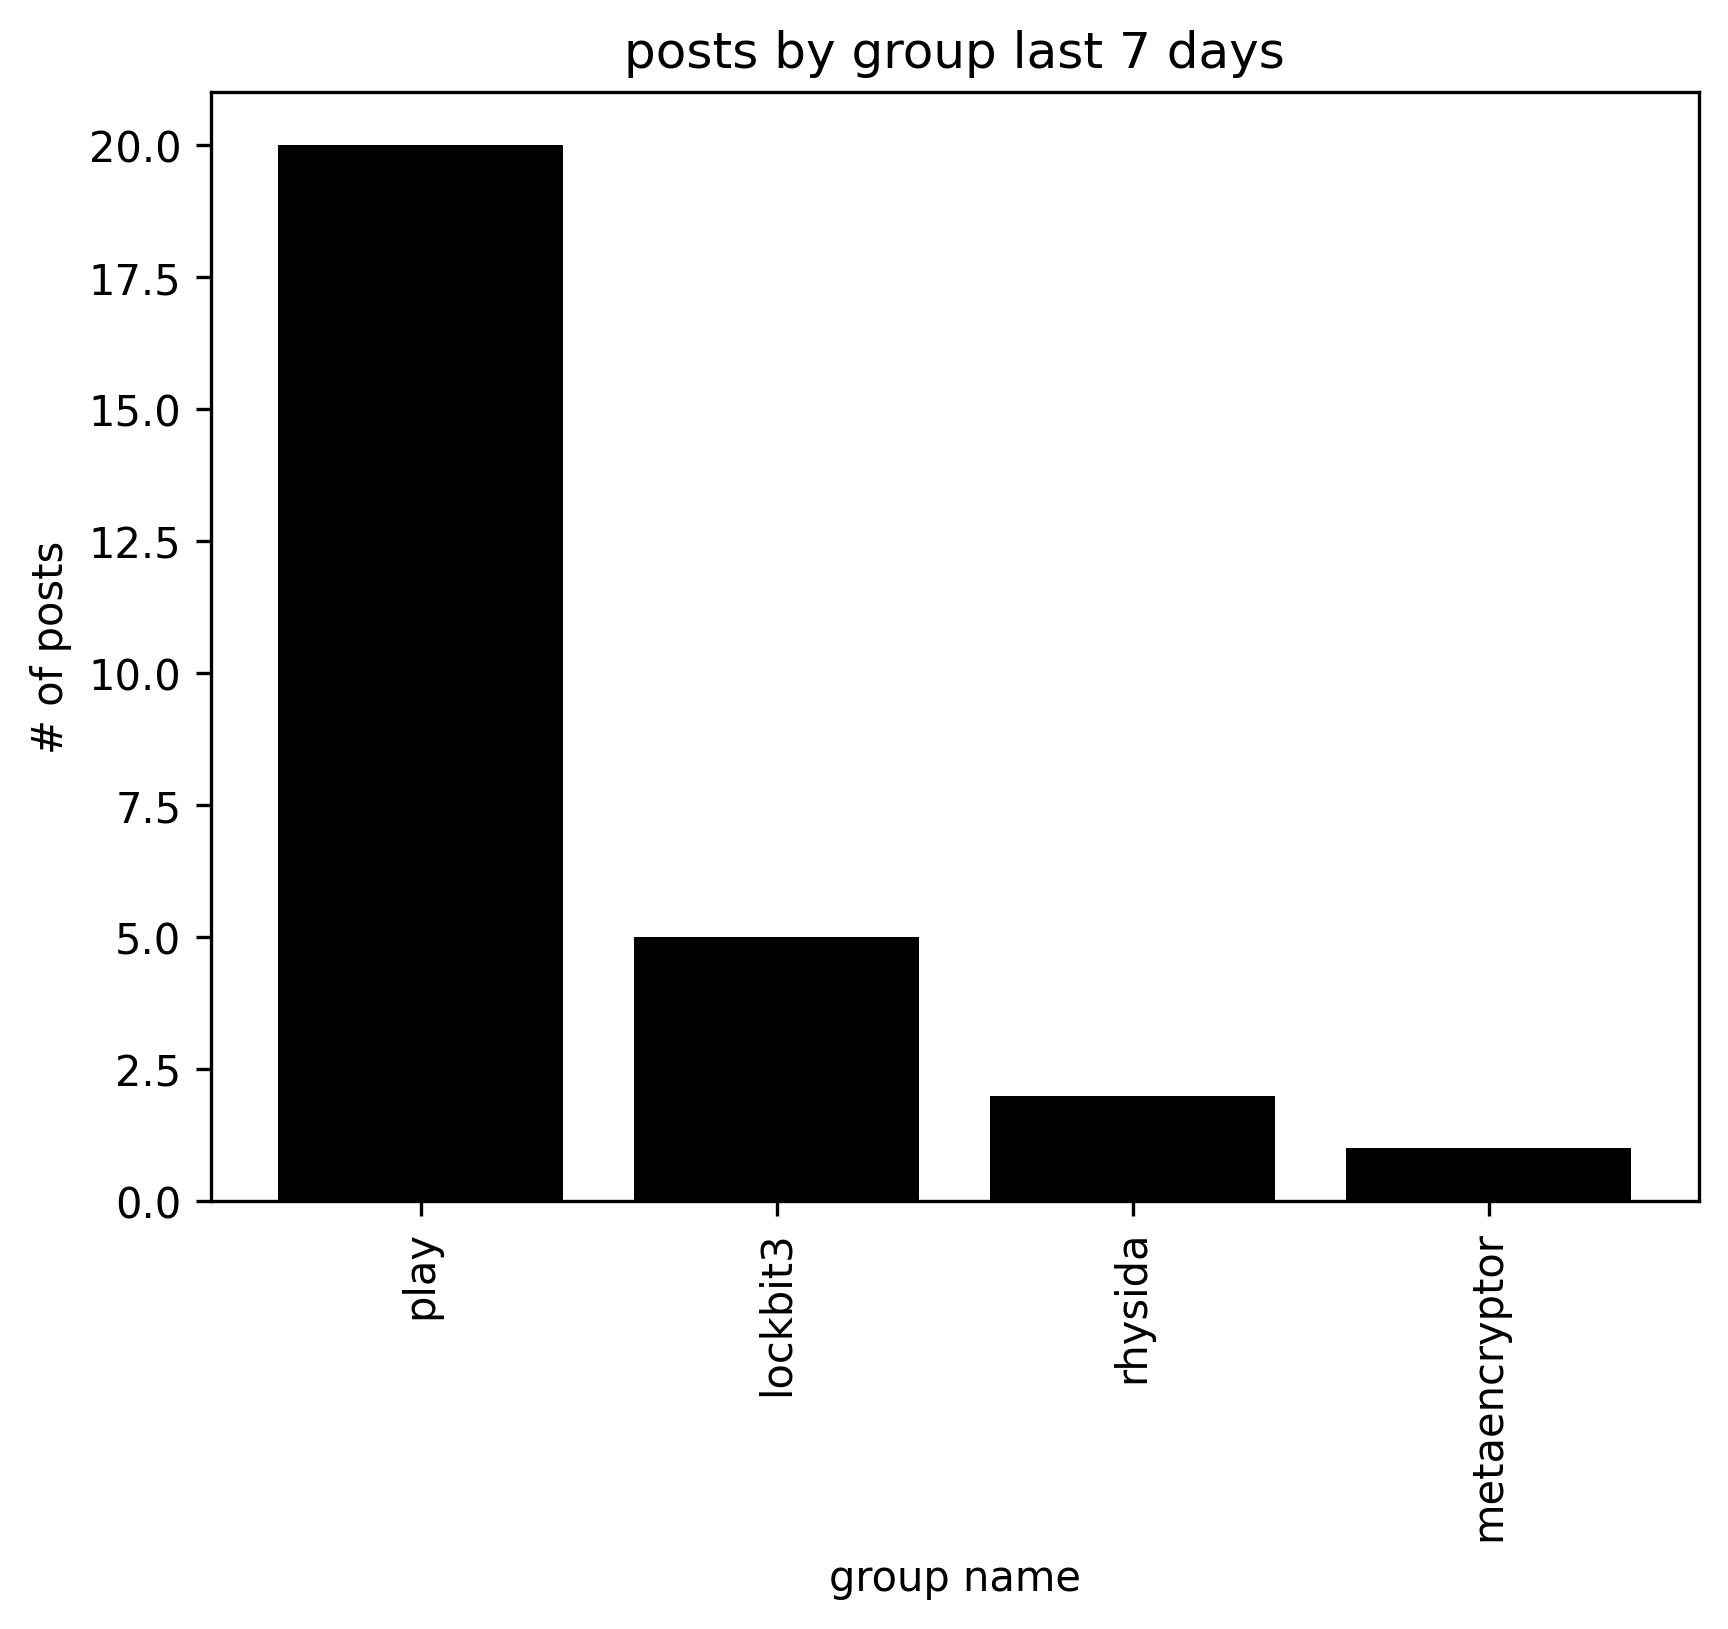 posts by group last 7 days
# of posts
20.0
17.5
15.0
12.5
10.0
7.5
5.0
2.5
0.0
play
lockbit3
rhysida
metaencryptor
group name